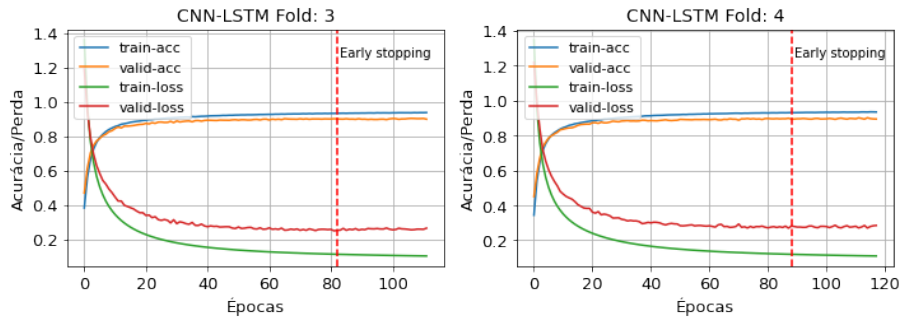 CNN-LSTM Fold: 3
1.4
1.2
1.0
0.8
0.6
0.4
0.2
Acurácia/Perda
train-acc
valid-acc
train-loss
valid-loss
Early stopping
0 20 40 60 80 100
Épocas
CNN-LSTM Fold: 4
1.4
1.2
1.0
0.8
0.6
0.4
0.2
Acurácia/Perda
train-acc
valid-acc
train-loss
valid-loss
Early stopping
0 20 40 60 80 100 120
Épocas